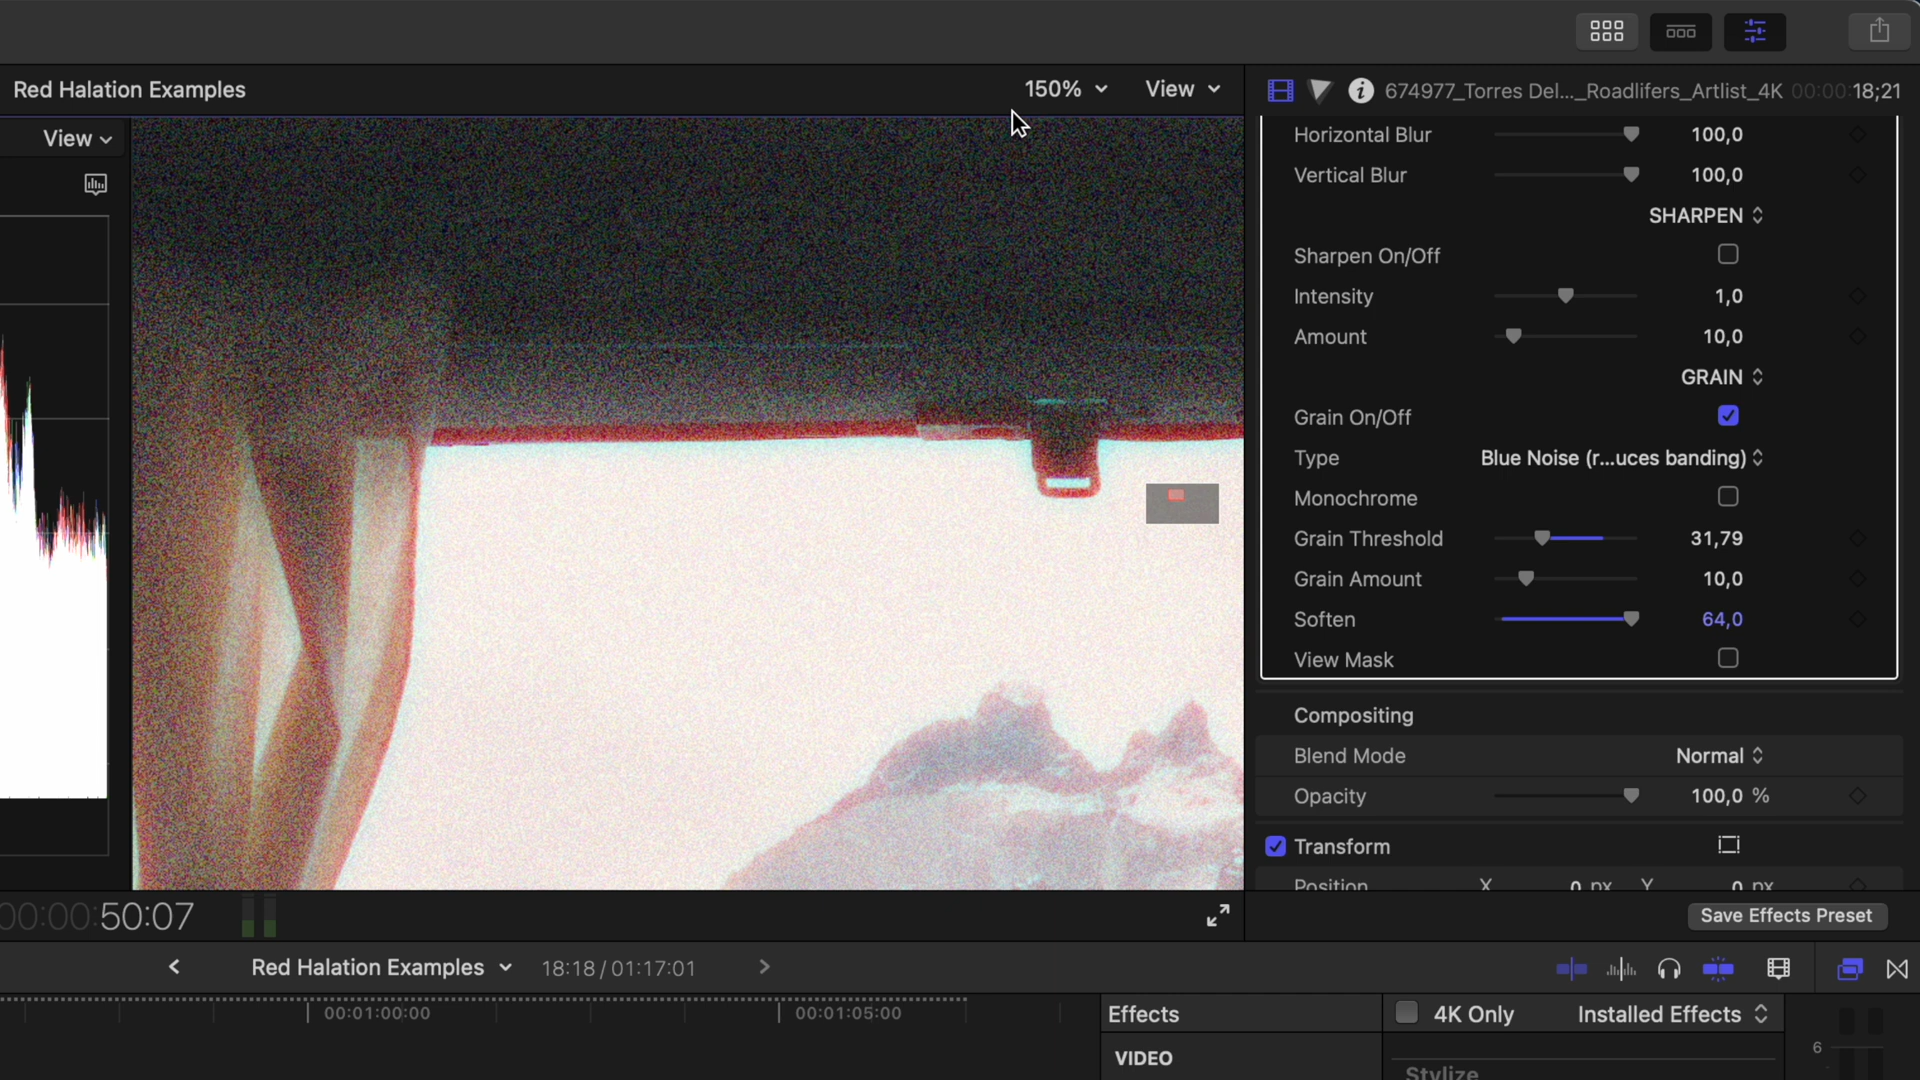 Red Halation Examples
150%
View
674977_Torres Del..._Roadlifers_Artlist_4K
00:00:18;21
View
Horizontal Blur
100,0
Vertical Blur
100,0
SHARPEN
Sharpen On/Off
Intensity
1,0
Amount
10,0
GRAIN
Grain On/Off
Type
Blue Noise (r...uces banding)
Monochrome
Grain Threshold
31,79
Grain Amount
10,0
Soften
64,0
View Mask
Compositing
Blend Mode
Normal
Opacity
100,0 %
Transform
Position
X
0 px
Y
0 px
00:00:50:07
Save Effects Preset
Red Halation Examples
18:18 / 01:17:01
00:01:00:00
00:01:05:00
Effects
4K Only
Installed Effects
VIDEO
6
Stylize